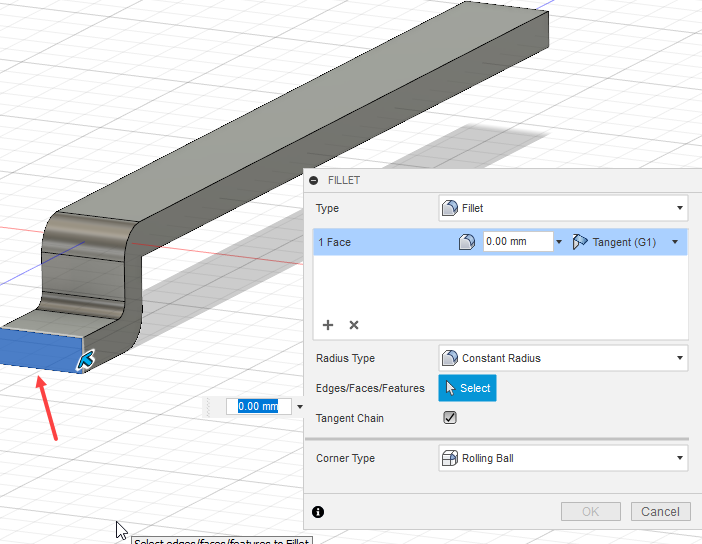 FILLET
Type Fillet
1 Face 0.00 mm Tangent (G1)
Radius Type Constant Radius
Edges/Faces/Features Select
0.00 mm
Tangent Chain
Corner Type Rolling Ball
OK Cancel
Select edges/faces/features to Fillet